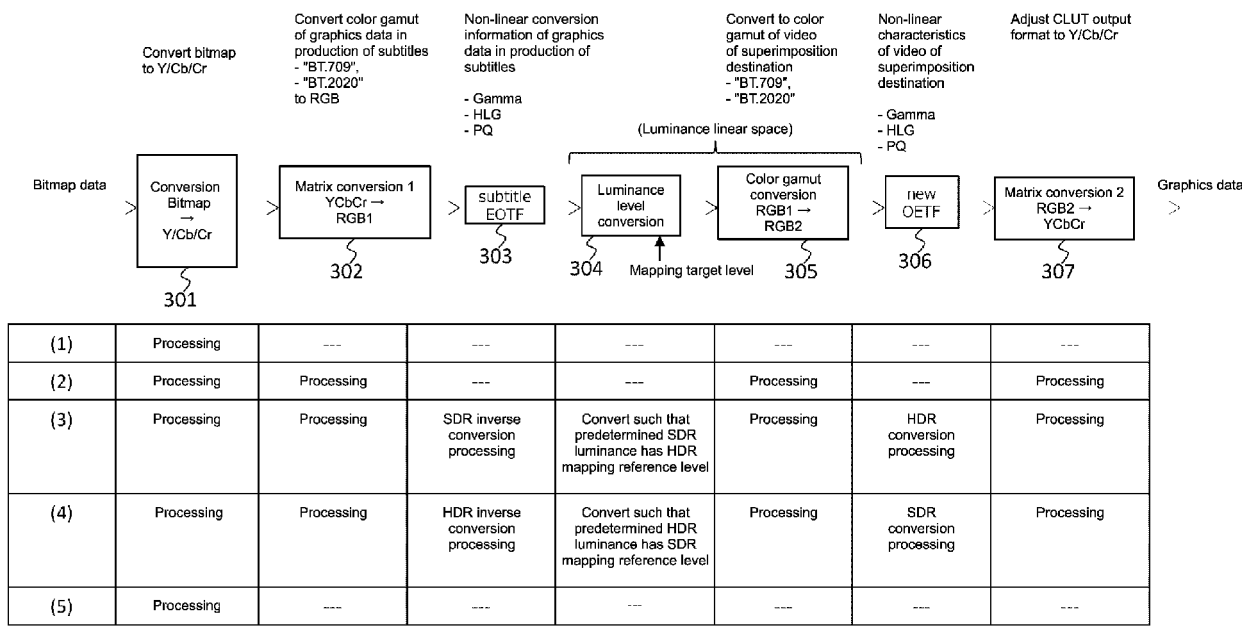 Convert bitmap
to Y/Cb/Cr
Convert color gamut
of graphics data in
production of subtitles
- "BT.709",
- "BT.2020"
to RGB
Non-linear conversion
information of graphics
data in production of
subtitles
- Gamma
- HLG
- PQ
Convert to color
gamut of video
of superimposition
destination
- "BT.709",
- "BT.2020"
Non-linear
characteristics
of video of
superimposition
destination
- Gamma
- HLG
- PQ
Adjust CLUT output
format to Y/Cb/Cr
(Luminance linear space)
Bitmap data
Conversion
Bitmap
→
Y/Cb/Cr
301
Matrix conversion 1
YCbCr →
RGB1
302
subtitle
EOTF
303
Luminance
level
conversion
304
Mapping target level
Color gamut
conversion
RGB1 →
RGB2
305
new
OETF
306
Matrix conversion 2
RGB2 →
YCbCr
307
Graphics data
(1) Processing --- --- --- --- --- ---
(2) Processing Processing --- --- Processing --- Processing
(3) Processing Processing SDR inverse Convert such that Processing HDR Processing
conversion predetermined SDR conversion
processing luminance has HDR processing
mapping reference level
(4) Processing Processing HDR inverse Convert such that Processing SDR Processing
conversion predetermined HDR conversion
processing luminance has SDR processing
mapping reference level
(5) Processing --- --- --- --- --- ---